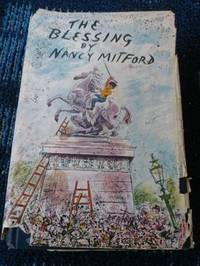 THE
BLESSING
BY
NANCY MITFORD